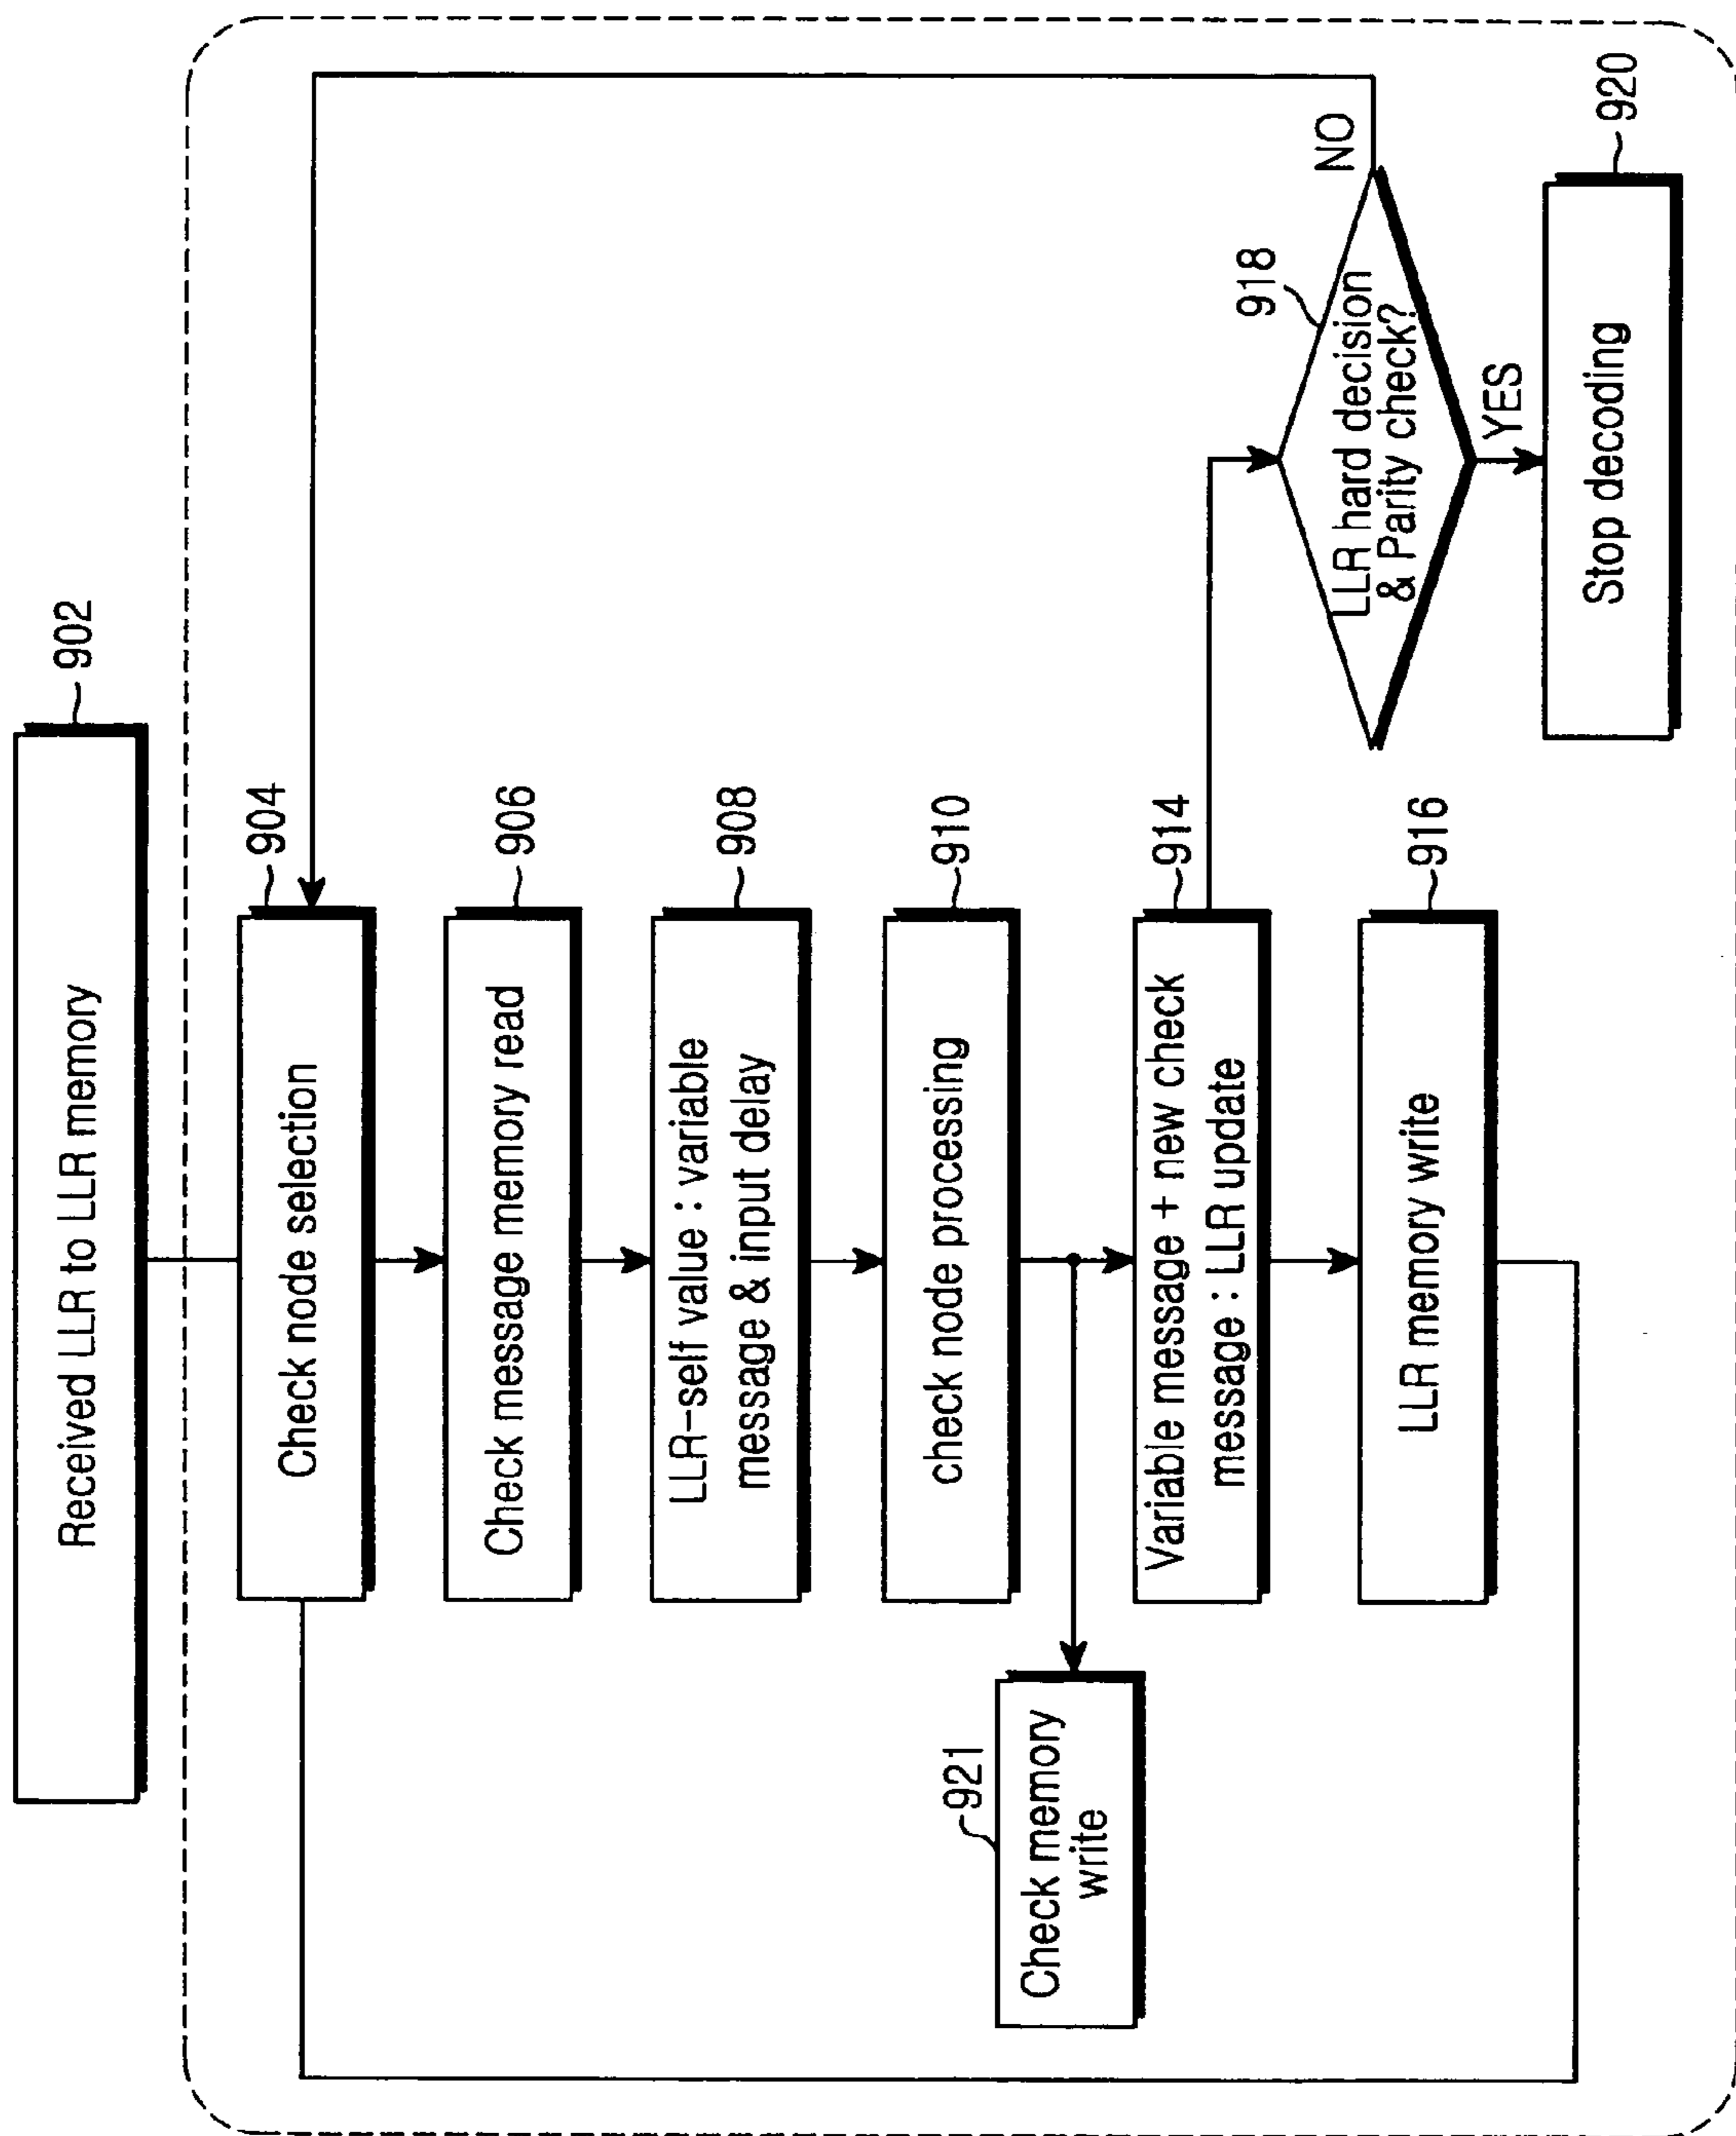 Received LLR to LLR memory
902
Check node selection
904
Check message memory read
906
LLR-self value : variable
message & input delay
908
check node processing
910
921
Check memory
write
Variable message + new check
message : LLR update
914
LLR memory write
916
918
LLR hard decision
& Parity check?
NO
YES
Stop decoding
920